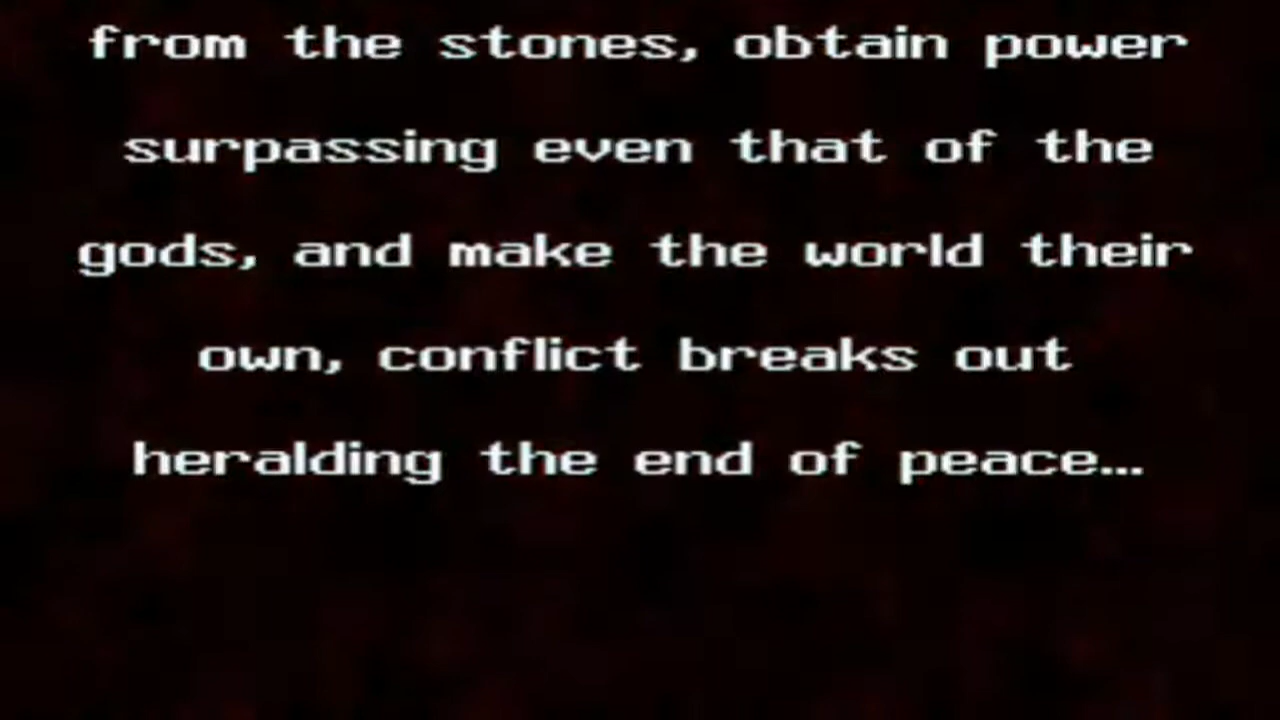 from the stones, obtain power
surpassing even that of the
gods, and make the world their
own, conflict breaks out
heralding the end of peace...